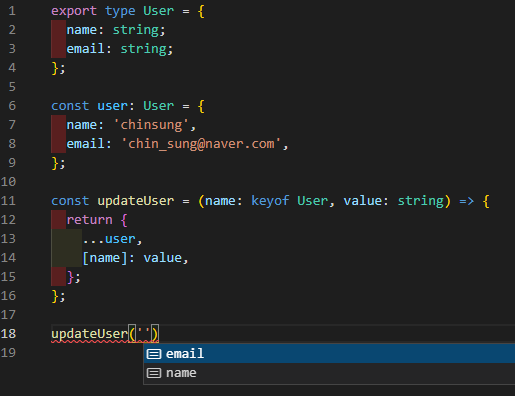 1 export type User = {
2 name: string;
3 email: string;
4 };
5
6 const user: User = {
7 name: 'chinsung',
8 email: 'chin_sung@naver.com',
9 };
10
11 const updateUser = (name: keyof User, value: string) => {
12 return {
13 ...user,
14 [name]: value,
15 };
16 };
17
18 updateUser('')
email
19
name